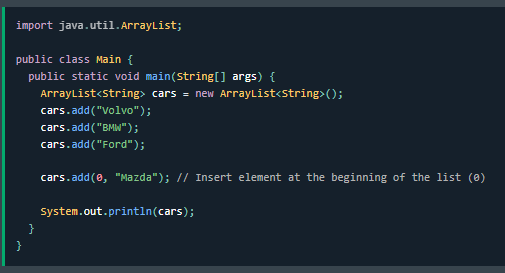 import java.util.ArrayList;
public class Main {
public static void main(String[] args) {
ArrayList<String> cars = new ArrayList<String>();
cars.add("Volvo");
cars.add("BMW");
cars.add("Ford");
cars.add(0, "Mazda"); // Insert element at the beginning of the list (0)
System.out.println(cars);
}
}